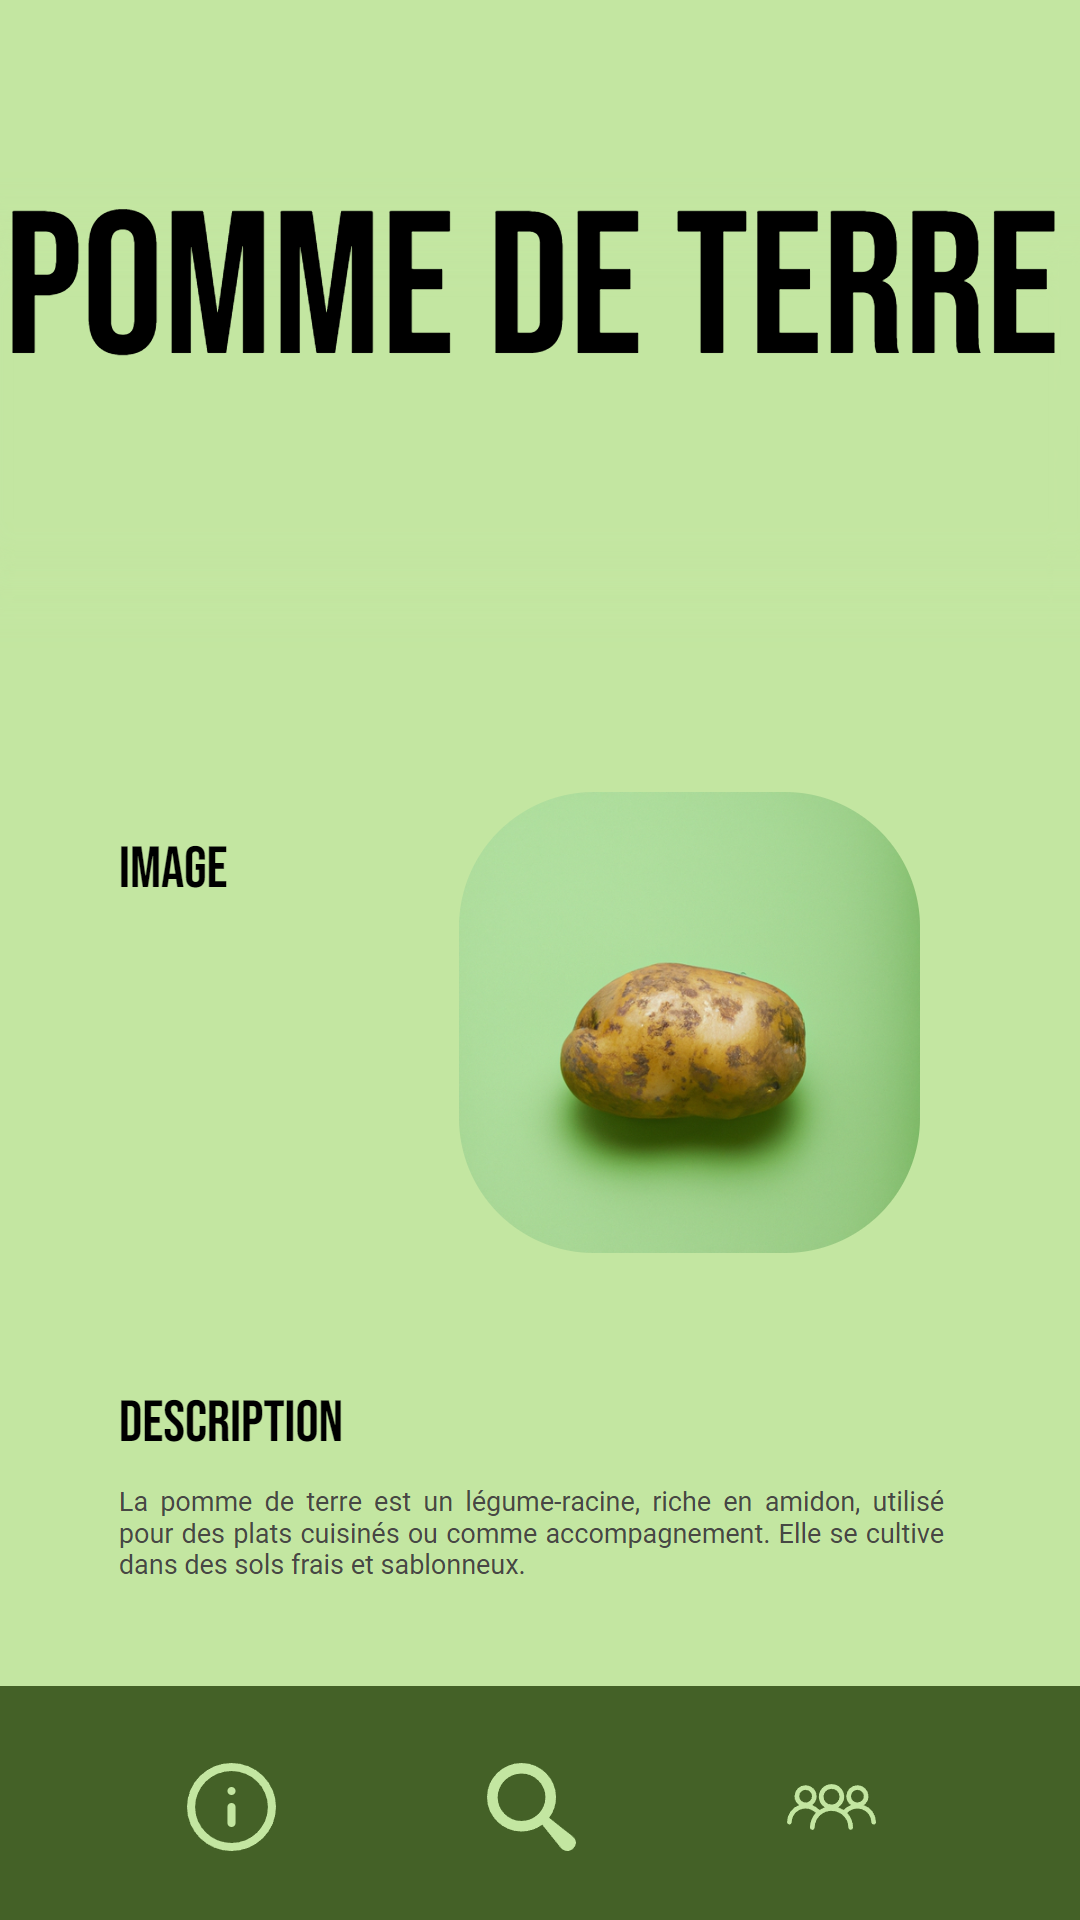 POMME DE TERRE
IMAGE
DESCRIPTION
La pomme de terre est un légume-racine, riche en amidon, utilisé
pour des plats cuisinés ou comme accompagnement. Elle se cultive
dans des sols frais et sablonneux.